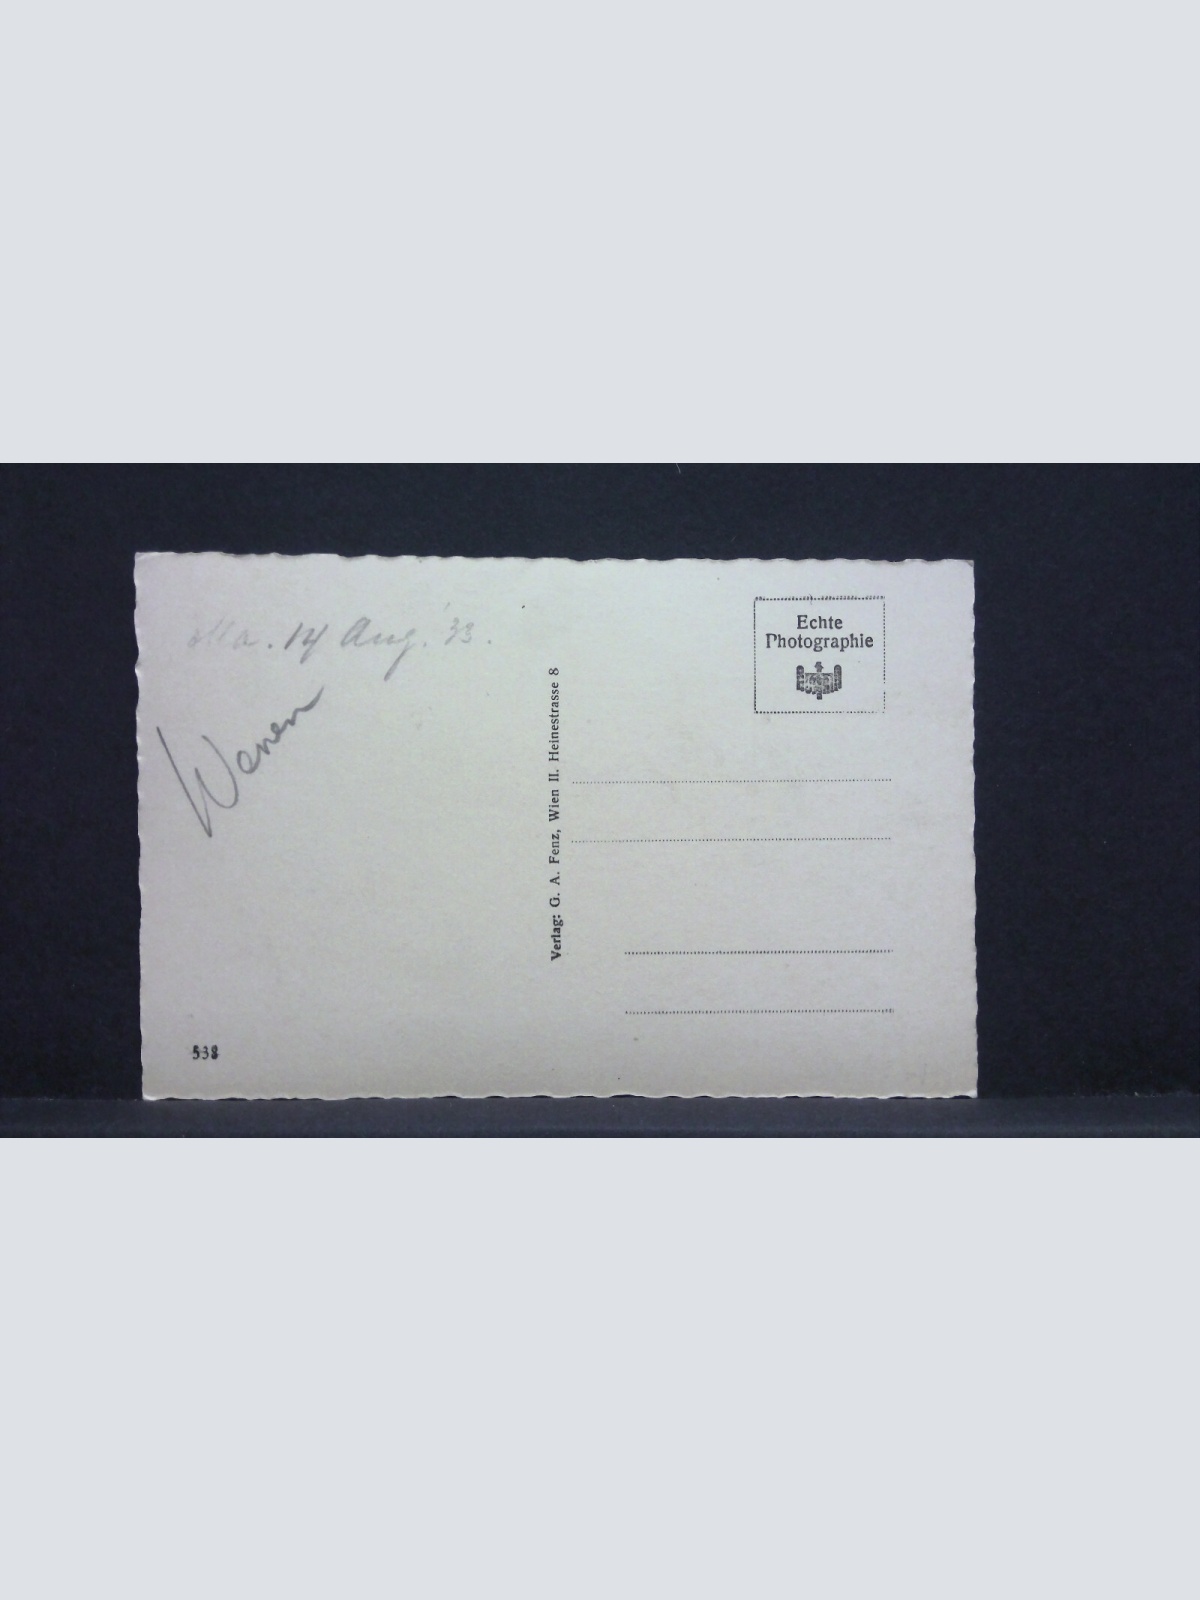 Ma. 14 Aug. '33.
Wenen
Echte
Photographie
Verlag: G. A. Fenz, Wien II. Heinestrasse 8
538